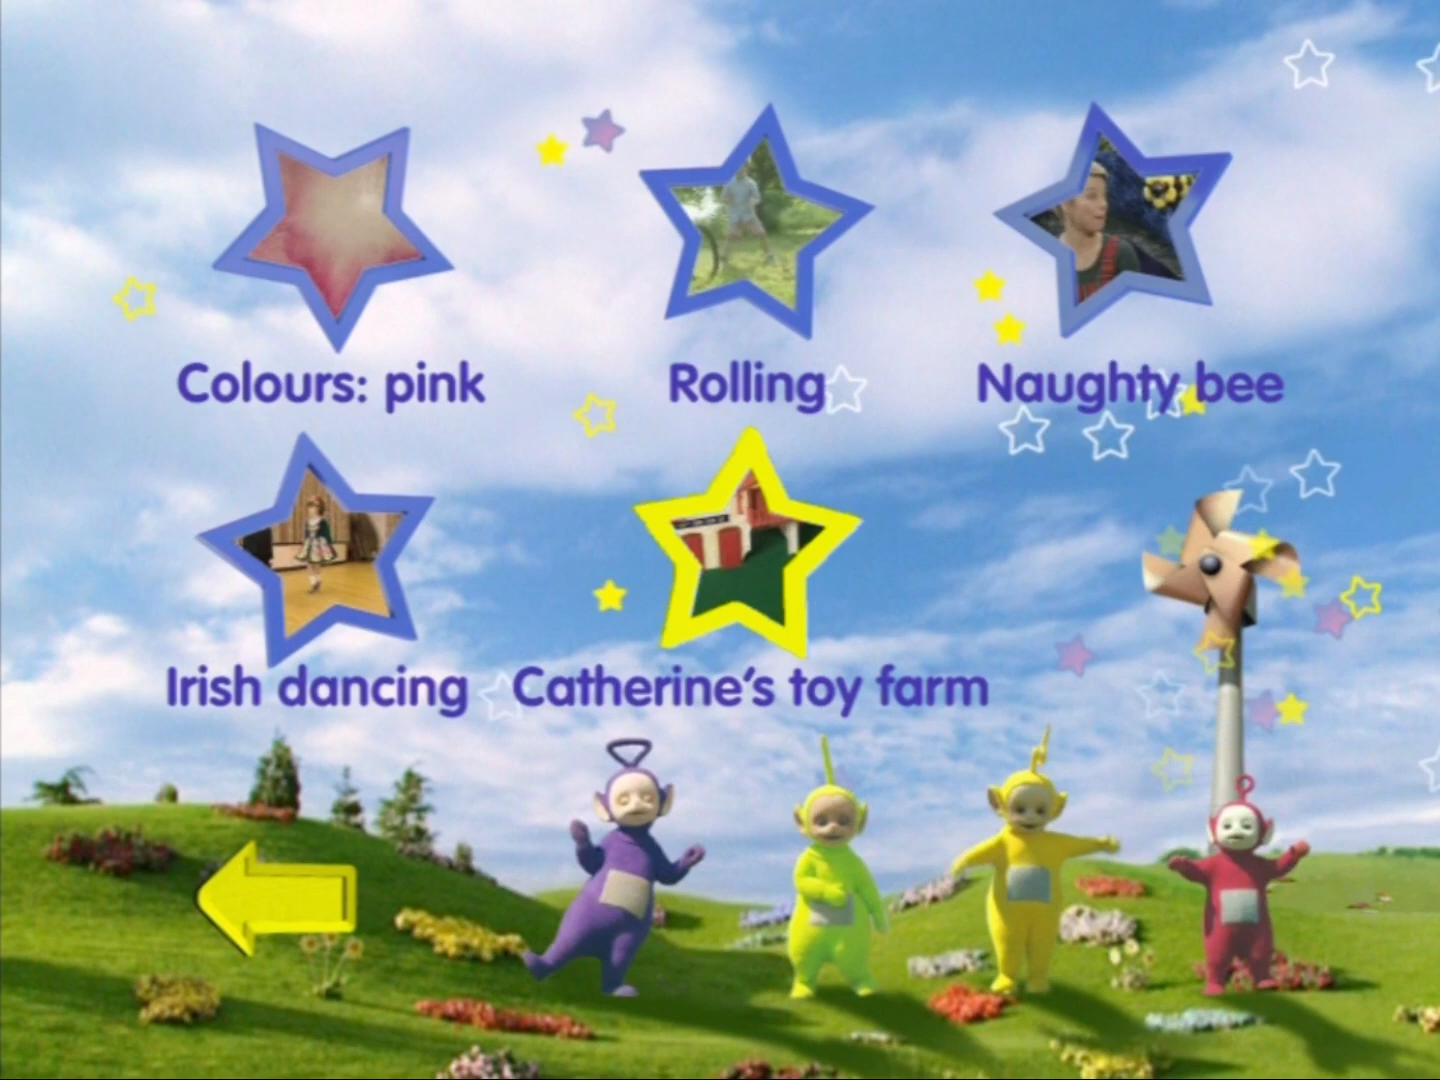 Colours: pink
Rolling
Naughty bee
Irish dancing
Catherine's toy farm